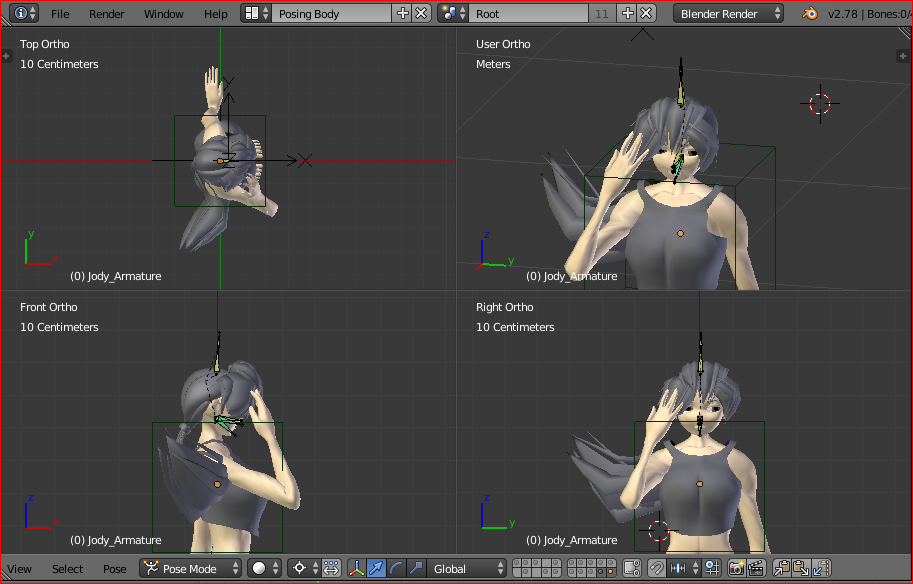 File Render Window Help Posing Body Root 11 Blender Render v2.78 | Bones:0/
Top Ortho
10 Centimeters
User Ortho
Meters
y
x
(0) Jody_Armature
z
y
(0) Jody_Armature
Front Ortho
10 Centimeters
Right Ortho
10 Centimeters
z
x
(0) Jody_Armature
z
y
(0) Jody_Armature
View Select Pose Pose Mode Global